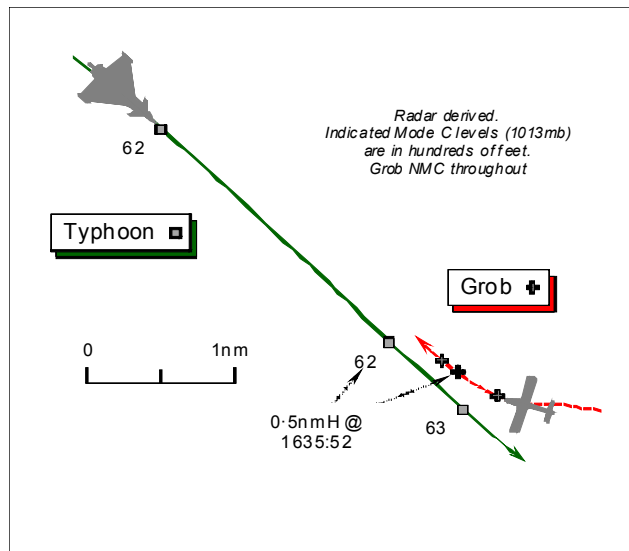 Radar derived.
Indicated Mode C levels (1013mb)
are in hundreds of feet.
Grob NMC throughout
62
Typhoon
Grob
0 1nm
62
0·5nmH @
1635:52
63